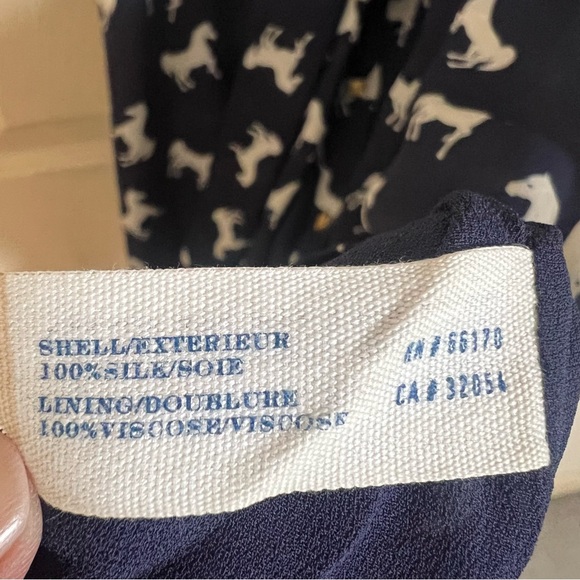 SHELL/EXTERIEUR
100%SILK/SOIE
LINING/DOUBLURE
100%VISCOSE/VISCOSE
RN # 66170
CA # 32054